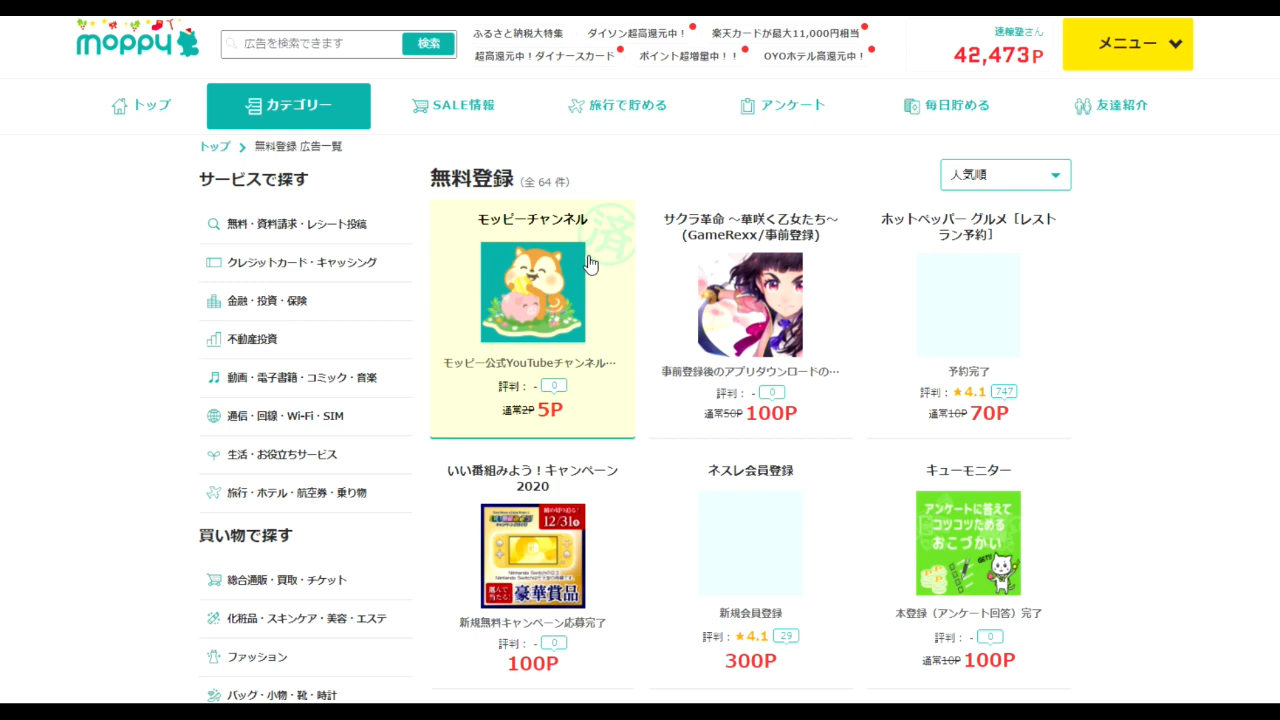 moppy
広告を検索できます
検索
ふるさと納税大特集
ダイソン超高還元中！
楽天カードが最大11,000円相当
超高還元中！ダイナースカード
ポイント超増量中！！
OYOホテル高還元中！
さん
42,473P
メニュー
トップ
カテゴリー
SALE情報
旅行で貯める
アンケート
毎日貯める
友達紹介
トップ
無料登録 広告一覧
サービスで探す
無料・資料請求・レシート投稿
クレジットカード・キャッシング
金融・投資・保険
不動産投資
動画・電子書籍・コミック・音楽
通信・回線・Wi-Fi・SIM
生活・お役立ちサービス
旅行・ホテル・航空券・乗り物
買い物で探す
総合通販・買取・チケット
化粧品・スキンケア・美容・エステ
ファッション
バッグ・小物・靴・時計
無料登録
(全 64 件)
人気順
モッピーチャンネル
済
モッピー公式YouTubeチャンネル…
評判： - 0
通常2P 5P
サクラ革命 ～華咲く乙女たち～
(GameRexx/事前登録)
事前登録後のアプリダウンロードの…
評判： - 0
通常50P 100P
ホットペッパー グルメ［レスト
ラン予約］
予約完了
評判：★4.1 747
通常10P 70P
いい番組みよう！キャンペーン
2020
12/31
豪華賞品
新規無料キャンペーン応募完了
評判： - 0
100P
ネスレ会員登録
新規会員登録
評判：★4.1 29
300P
キューモニター
アンケートに答えて
コツコツためる
おこづかい
GET!!
本登録（アンケート回答）完了
評判： - 0
通常10P 100P